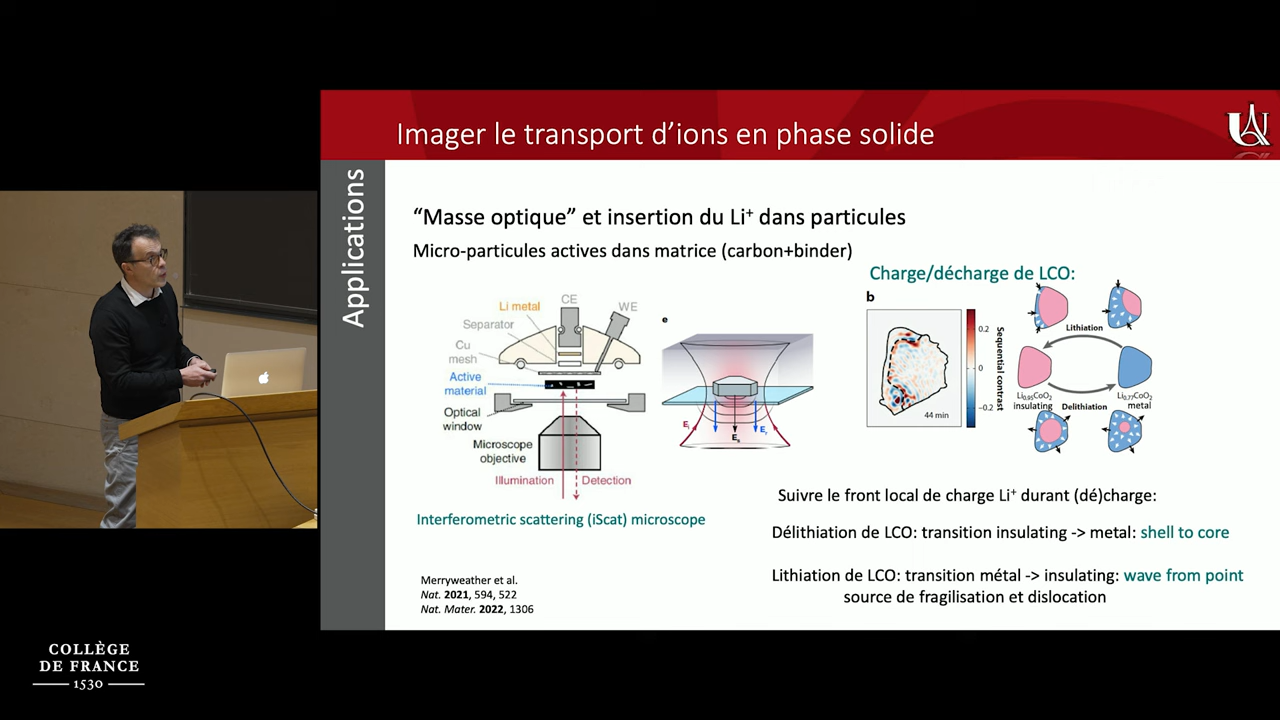 Imager le transport d’ions en phase solide
Applications
“Masse optique” et insertion du Li+ dans particules
Micro-particules actives dans matrice (carbon+binder)
Charge/décharge de LCO:
Li metal
CE
WE
Separator
Cu
mesh
Active
material
Optical
window
Microscope
objective
Illumination
Detection
Interferometric scattering (iScat) microscope
e
Ei
Es
Er
b
44 min
0.2
0
−0.2
Sequential contrast
Lithiation
Li0.95CoO2
insulating
Li0.77CoO2
metal
Delithiation
Suivre le front local de charge Li+ durant (dé)charge:
Délithiation de LCO: transition insulating -> metal: shell to core
Lithiation de LCO: transition métal -> insulating: wave from point
source de fragilisation et dislocation
Merryweather et al.
Nat. 2021, 594, 522
Nat. Mater. 2022, 1306
COLLÈGE
DE FRANCE
1530